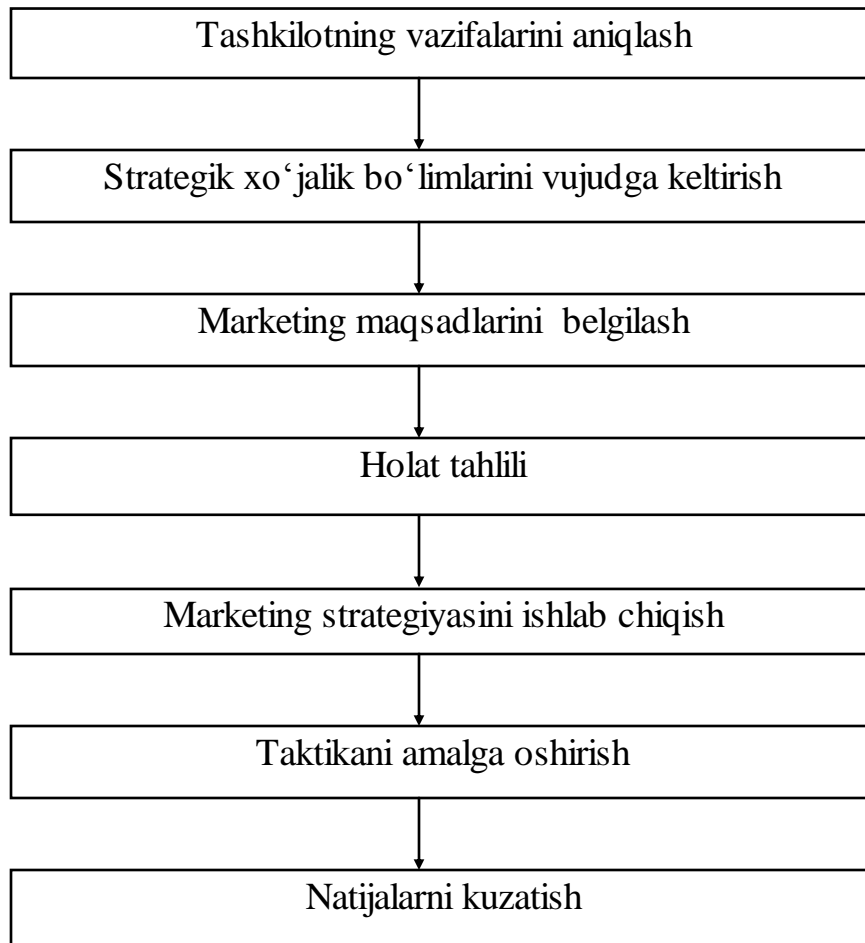 Tashkilotning vazifalarini aniqlash
Strategik xo‘jalik bo‘limlarini vujudga keltirish
Marketing maqsadlarini belgilash
Holat tahlili
Marketing strategiyasini ishlab chiqish
Taktikani amalga oshirish
Natijalarni kuzatish